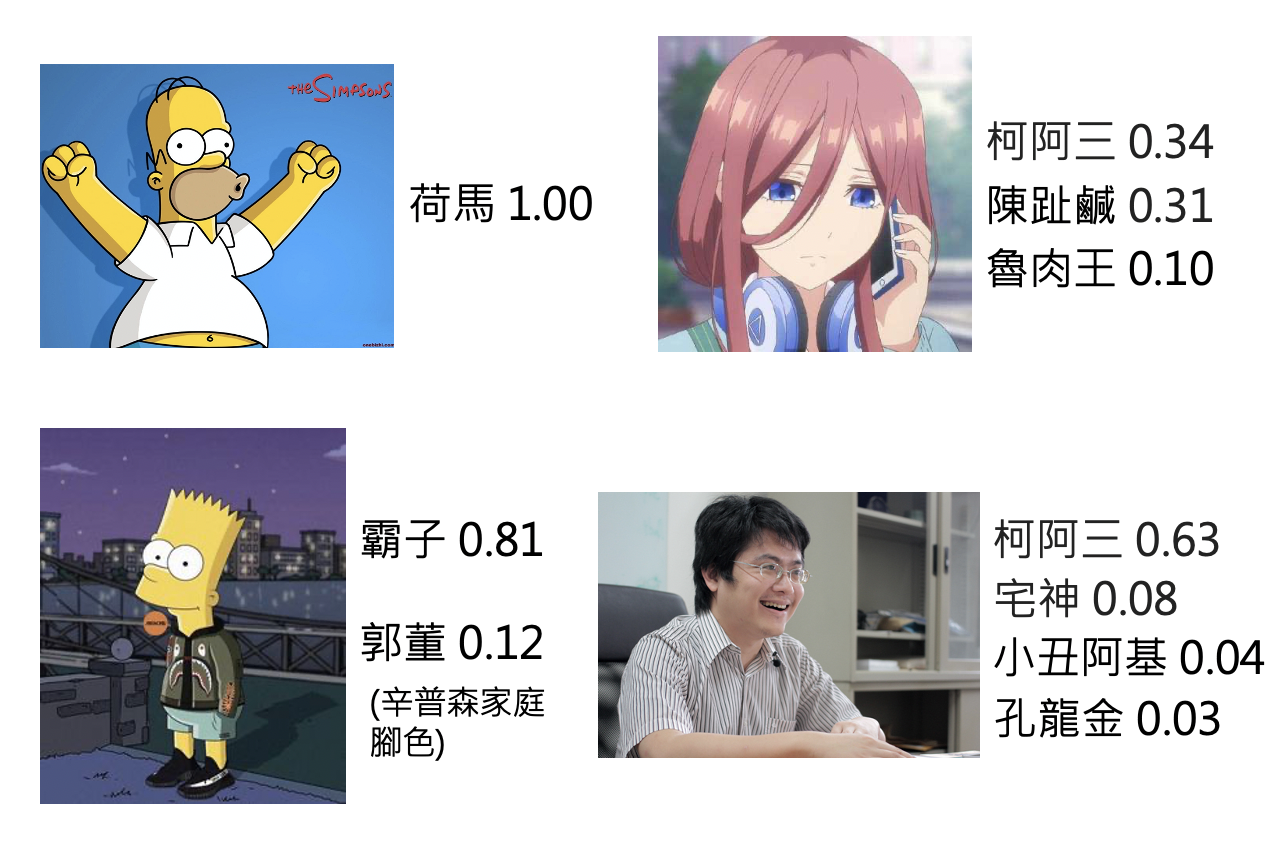 THE SIMPSONS
荷馬 1.00
柯阿三 0.34
陳趾鹹 0.31
魯肉王 0.10
霸子 0.81
郭董 0.12
(辛普森家庭
腳色)
柯阿三 0.63
宅神 0.08
小丑阿基 0.04
孔龍金 0.03